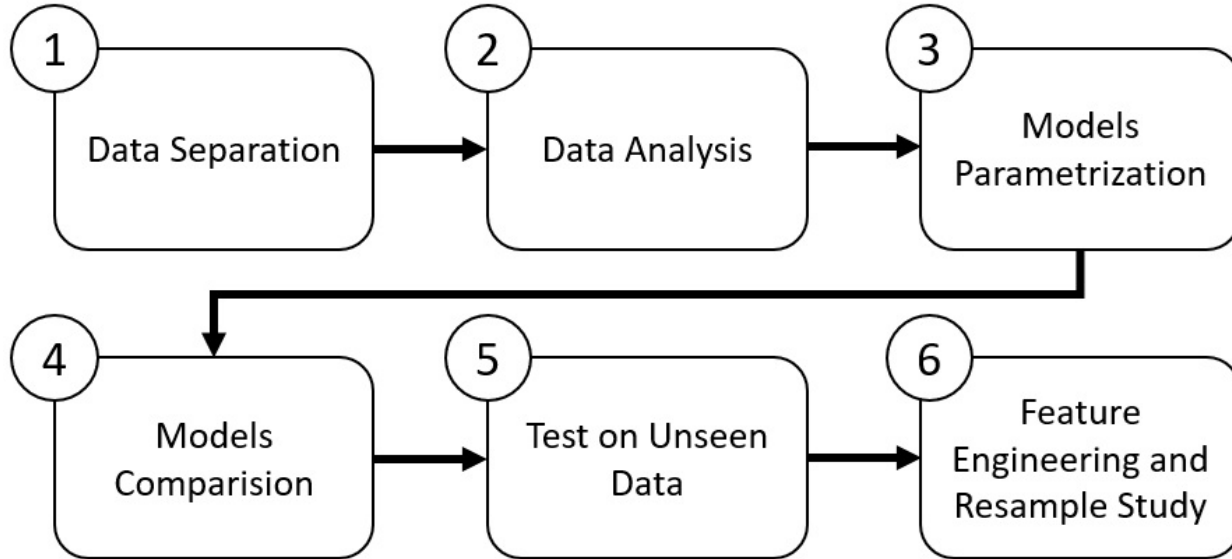 1
Data Separation
2
Data Analysis
3
Models
Parametrization
4
Models
Comparision
5
Test on Unseen
Data
6
Feature
Engineering and
Resample Study